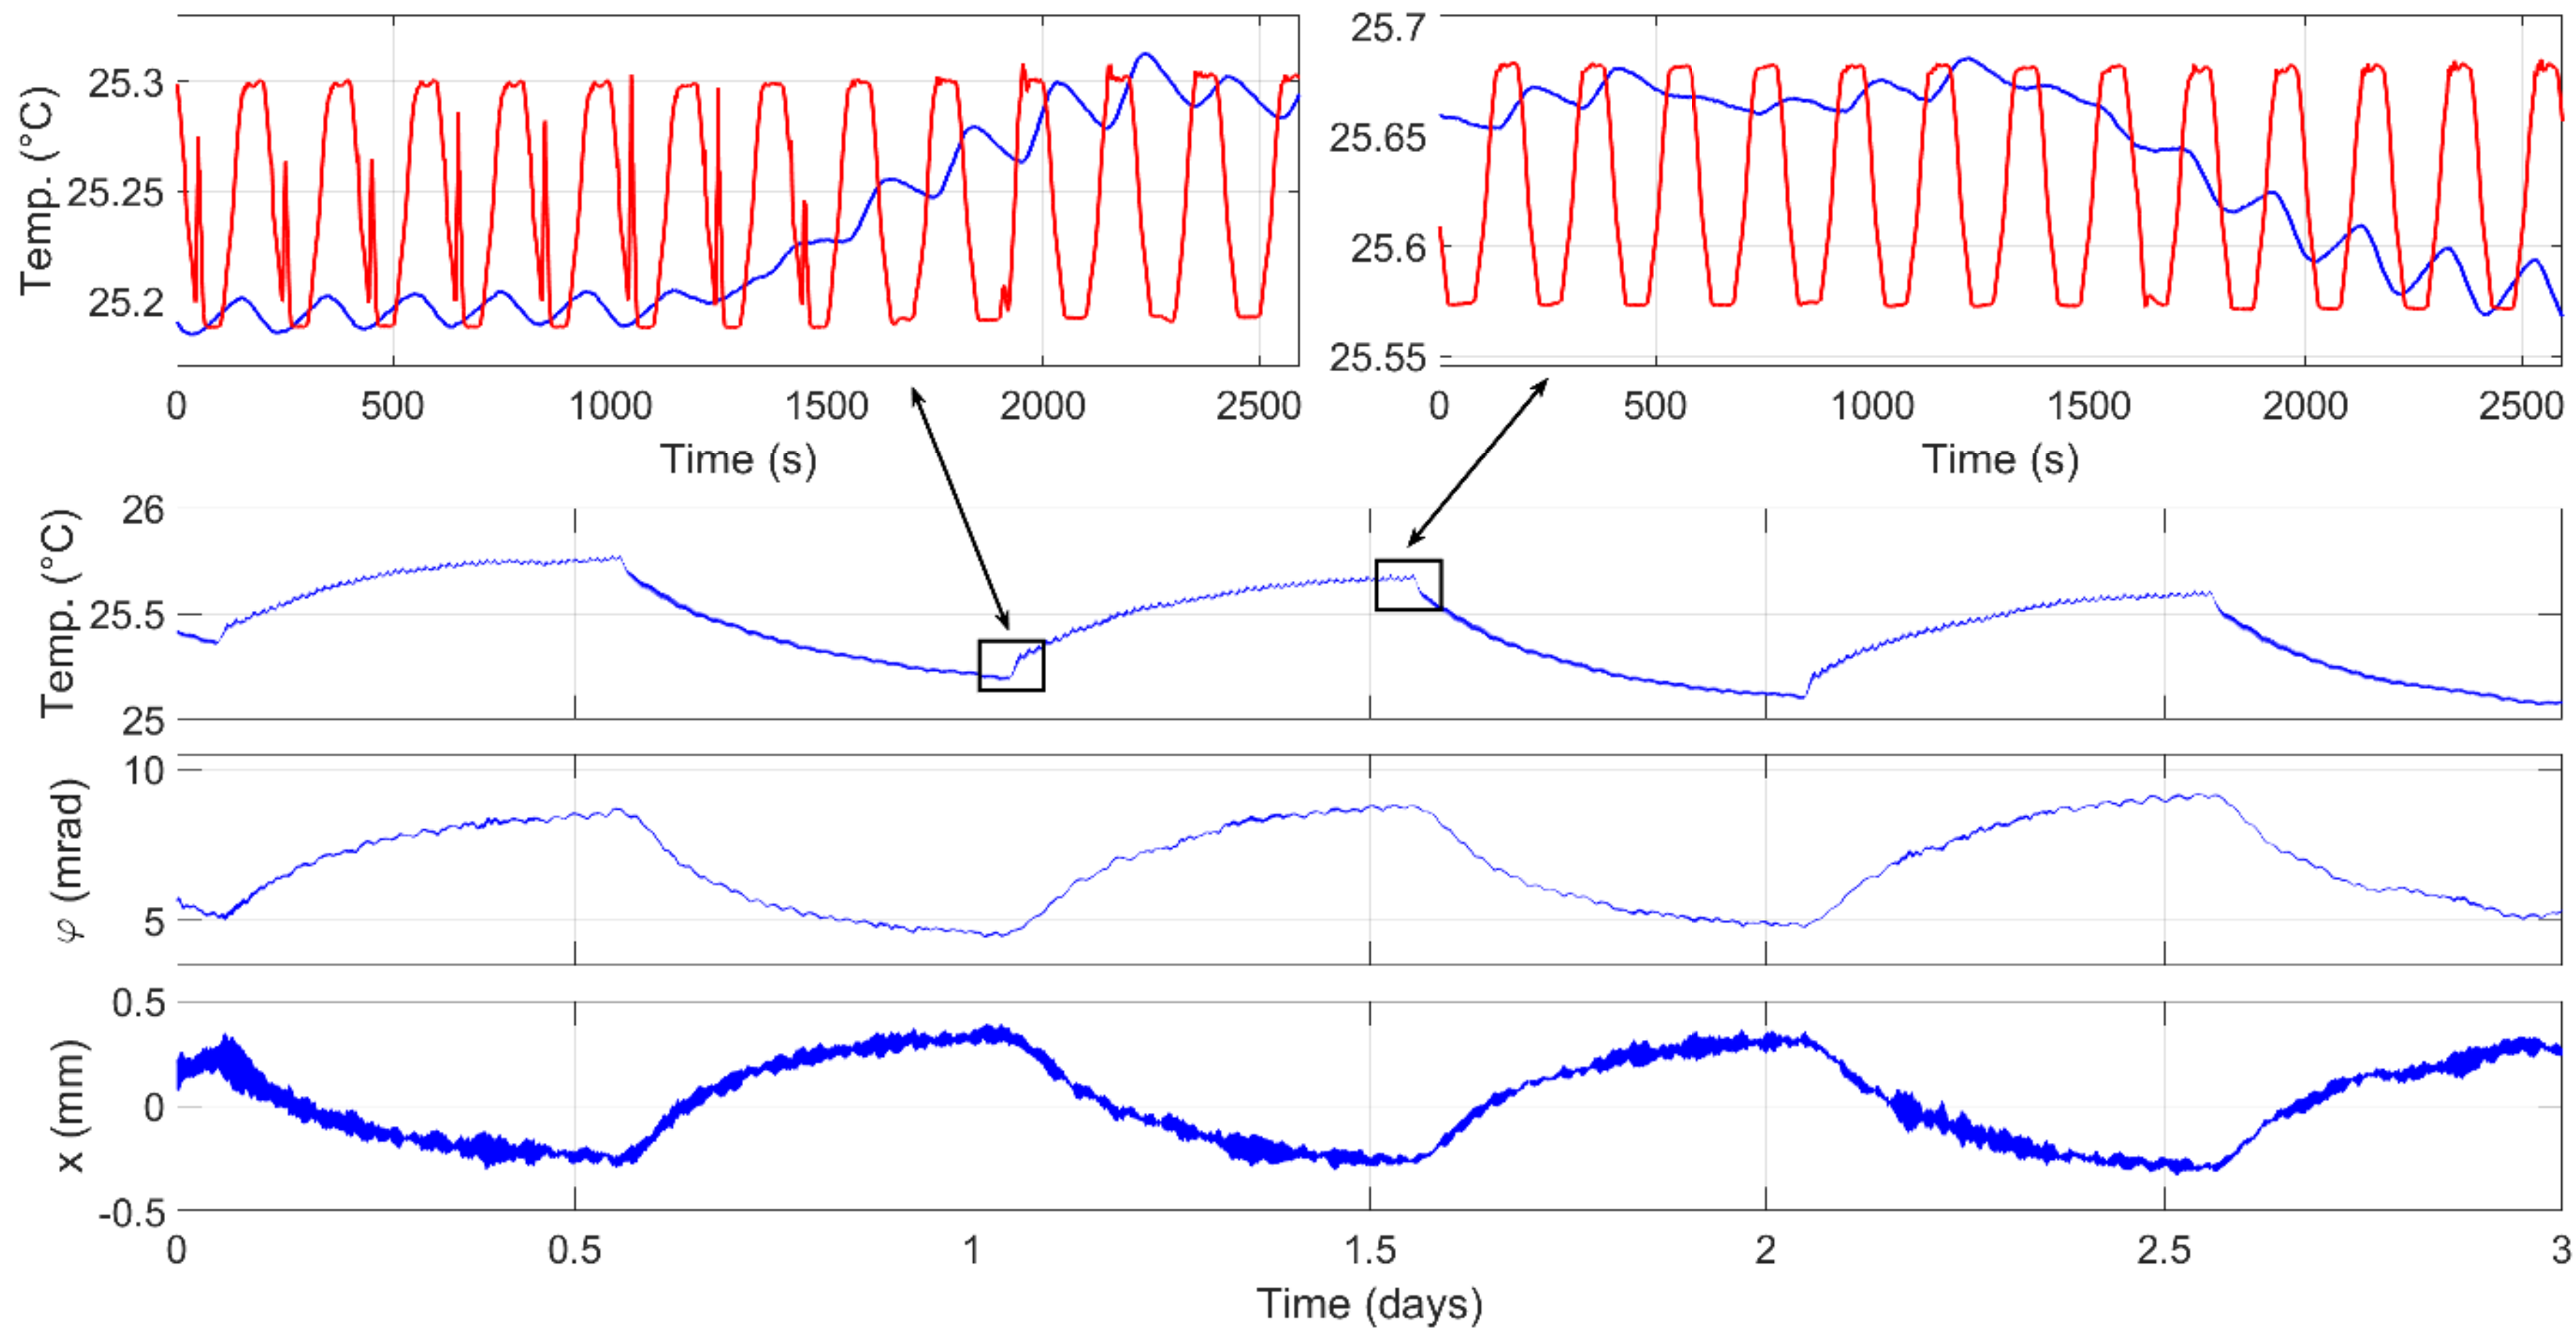 Temp. (°C)
25.3
25.25
25.2
0 500 1000 1500 2000 2500
Time (s)
25.7
25.65
25.6
25.55
0 500 1000 1500 2000 2500
Time (s)
Temp. (°C)
26
25.5
25
φ (mrad)
10
5
x (mm)
0.5
0
-0.5
0 0.5 1 1.5 2 2.5 3
Time (days)